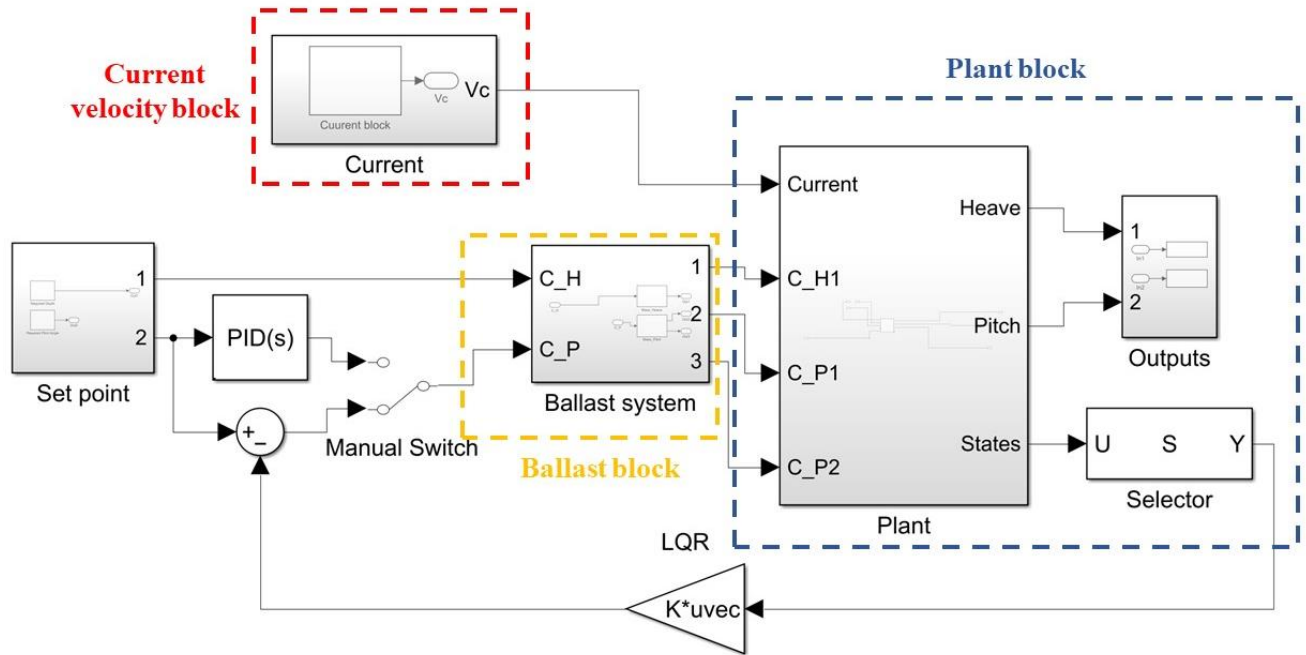 Current
velocity block
Vc
Vc
Cuurent block
Current
Plant block
Current
Heave
C_H1
Pitch
C_P1
States
C_P2
Plant
1
In1
2
In2
Outputs
1
2
Set point
PID(s)
+
_
Manual Switch
C_H
C_P
1
2
3
Ballast system
Ballast block
U S Y
Selector
LQR
K*uvec